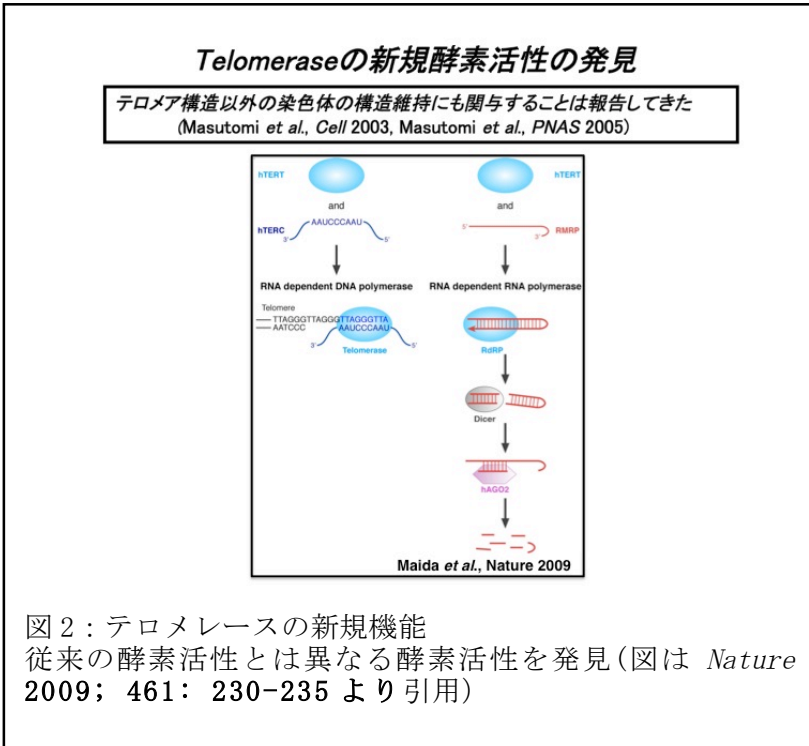 Telomeraseの新規酵素活性の発見
テロメア構造以外の染色体の構造維持にも関与することは報告してきた
(Masutomi et al., Cell 2003, Masutomi et al., PNAS 2005)
hTERT
and
hTERC
AAUCCCAAU
3'
5'
RNA dependent DNA polymerase
Telomere
TTAGGGTTAGGGTTAGGGTTA
AATCCC
AAUCCCAAU
3'
5'
Telomerase
hTERT
and
5'
3'
RMRP
RNA dependent RNA polymerase
RdRP
Dicer
hAGO2
Maida et al., Nature 2009
図2:テロメレースの新規機能
従来の酵素活性とは異なる酵素活性を発見(図は Nature
2009; 461: 230-235 より引用)